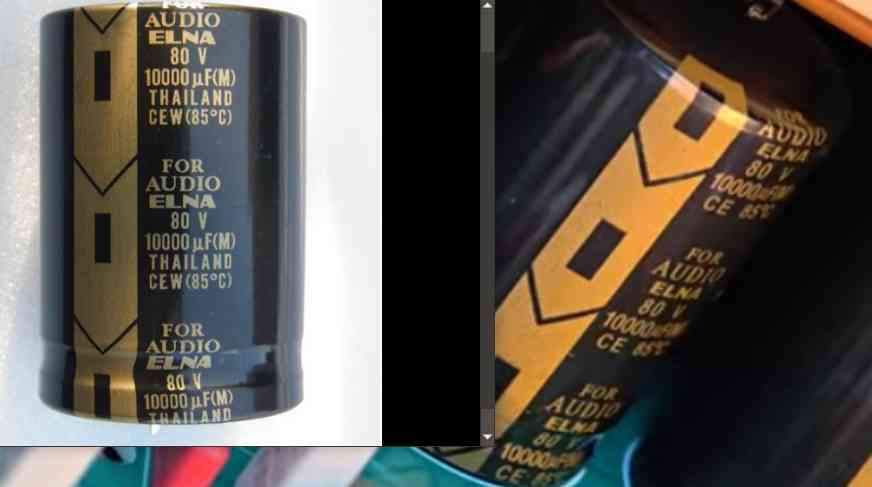 FOR
AUDIO
ELNA
80 V
10000 µF(M)
THAILAND
CEW(85°C)
FOR
AUDIO
ELNA
80 V
10000 µF(M)
THAILAND
CEW(85°C)
FOR
AUDIO
ELNA
80 V
10000 µF(M)
THAILAND
FOR
AUDIO
ELNA
80 V
10000µF(M)
CE 85°C
FOR
AUDIO
ELNA
80 V
10000µF(M)
CE 85°C
FOR
AUDIO
ELNA
80 V
10000µF(M)
CE 85°C